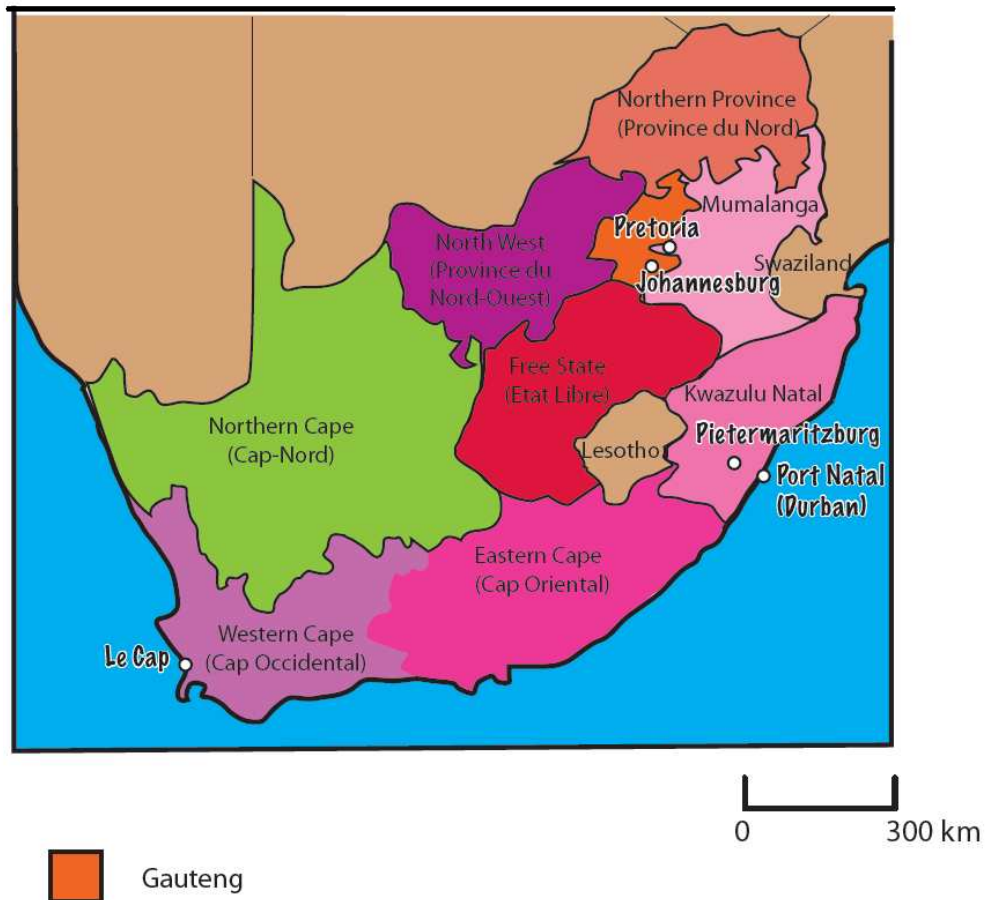 Northern Province
(Province du Nord)
Mumalanga
Pretoria
North West
(Province du
Nord-Ouest)
Swaziland
Johannesburg
Free State
(Etat Libre)
Kwazulu Natal
Northern Cape
(Cap-Nord)
Pietermaritzburg
Lesotho
Port Natal
(Durban)
Eastern Cape
(Cap Oriental)
Western Cape
(Cap Occidental)
Le Cap
0 300 km
Gauteng